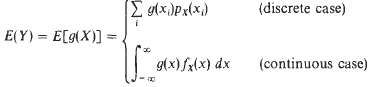 E(Y) = E[g(X)] = { ∑_i g(x_i)p_X(x_i) (discrete case)
∫_{-∞}^{∞} g(x)f_X(x) dx (continuous case)